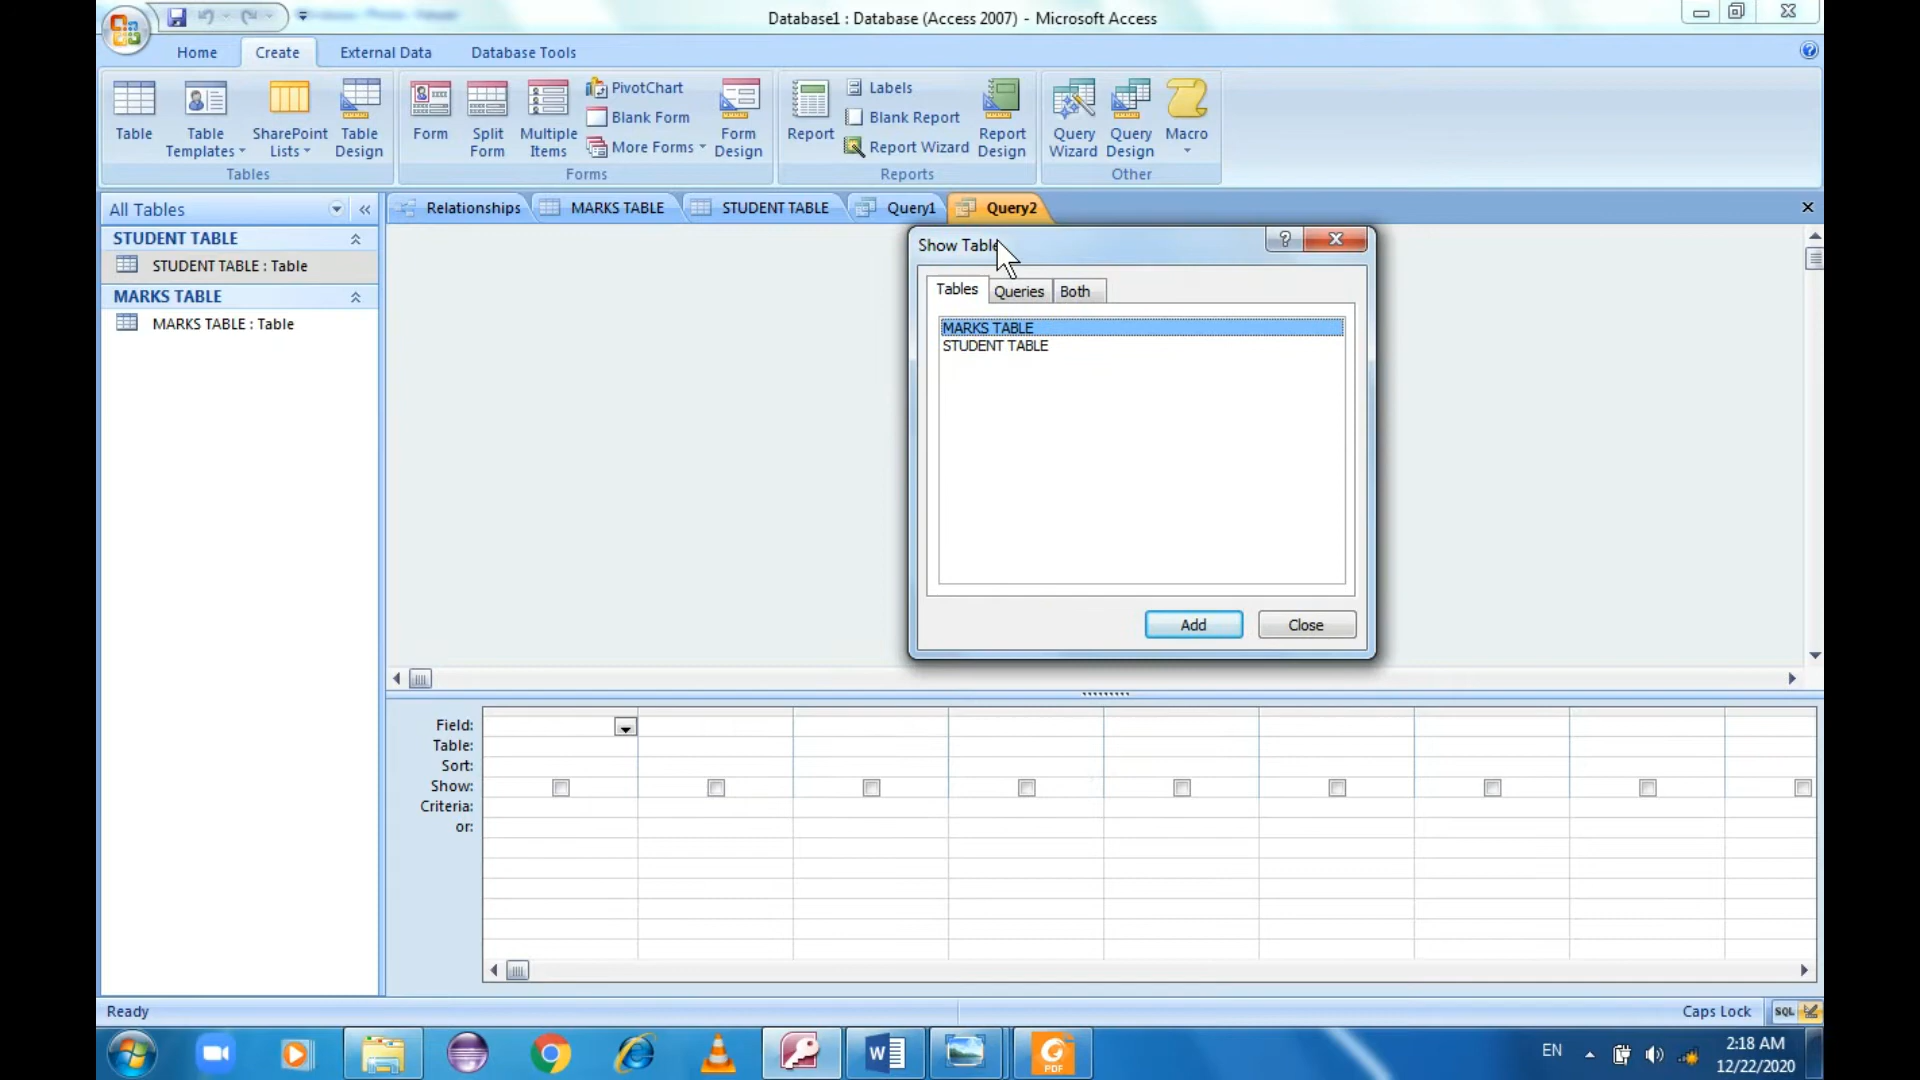 Database1 : Database (Access 2007) - Microsoft Access
Home Create External Data Database Tools
Table
Table Templates
SharePoint Lists
Table Design
Tables
Form
Split Form
Multiple Items
PivotChart
Blank Form
More Forms
Form Design
Forms
Report
Labels
Blank Report
Report Wizard
Report Design
Reports
Query Wizard
Query Design
Macro
Other
All Tables
STUDENT TABLE
STUDENT TABLE : Table
MARKS TABLE
MARKS TABLE : Table
Relationships MARKS TABLE STUDENT TABLE Query1 Query2
Show Table
Tables Queries Both
MARKS TABLE
STUDENT TABLE
Add Close
Field:
Table:
Sort:
Show:
Criteria:
or:
Ready Caps Lock SQL
EN 2:18 AM
12/22/2020
PDF